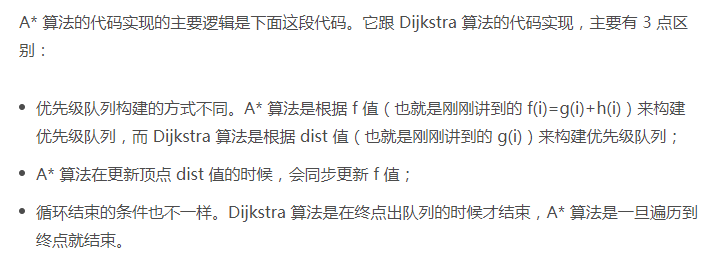 A* 算法的代码实现的主要逻辑是下面这段代码。它跟 Dijkstra 算法的代码实现，主要有 3 点区
别：
• 优先级队列构建的方式不同。A* 算法是根据 f 值（也就是刚刚讲到的 f(i)=g(i)+h(i)）来构建
优先级队列，而 Dijkstra 算法是根据 dist 值（也就是刚刚讲到的 g(i)）来构建优先级队列；
• A* 算法在更新顶点 dist 值的时候，会同步更新 f 值；
• 循环结束的条件也不一样。Dijkstra 算法是在终点出队列的时候才结束，A* 算法是一旦遍历到
终点就结束。